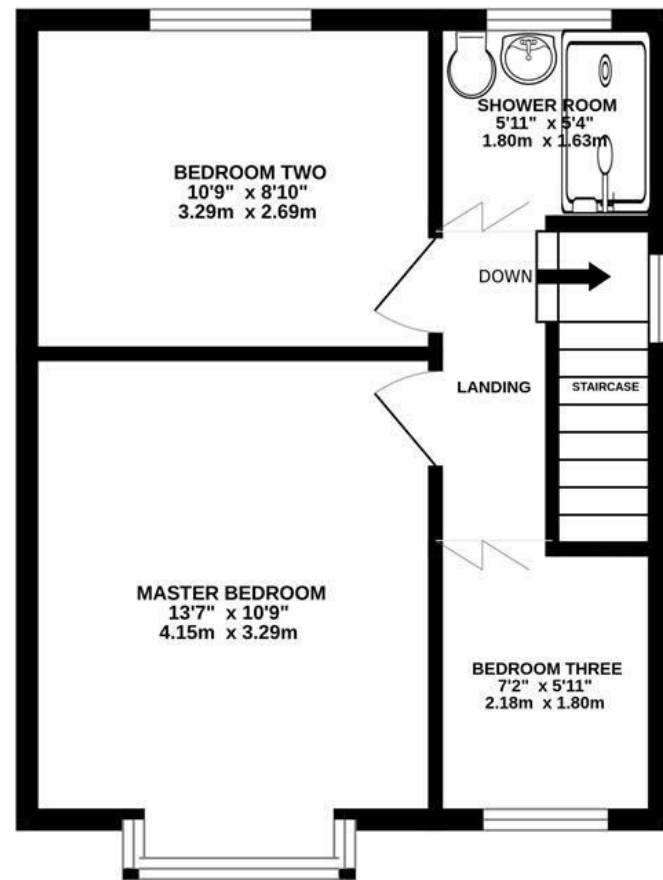 SHOWER ROOM
5'11" x 5'4"
1.80m x 1.63m
BEDROOM TWO
10'9" x 8'10"
3.29m x 2.69m
DOWN
LANDING
STAIRCASE
MASTER BEDROOM
13'7" x 10'9"
4.15m x 3.29m
BEDROOM THREE
7'2" x 5'11"
2.18m x 1.80m